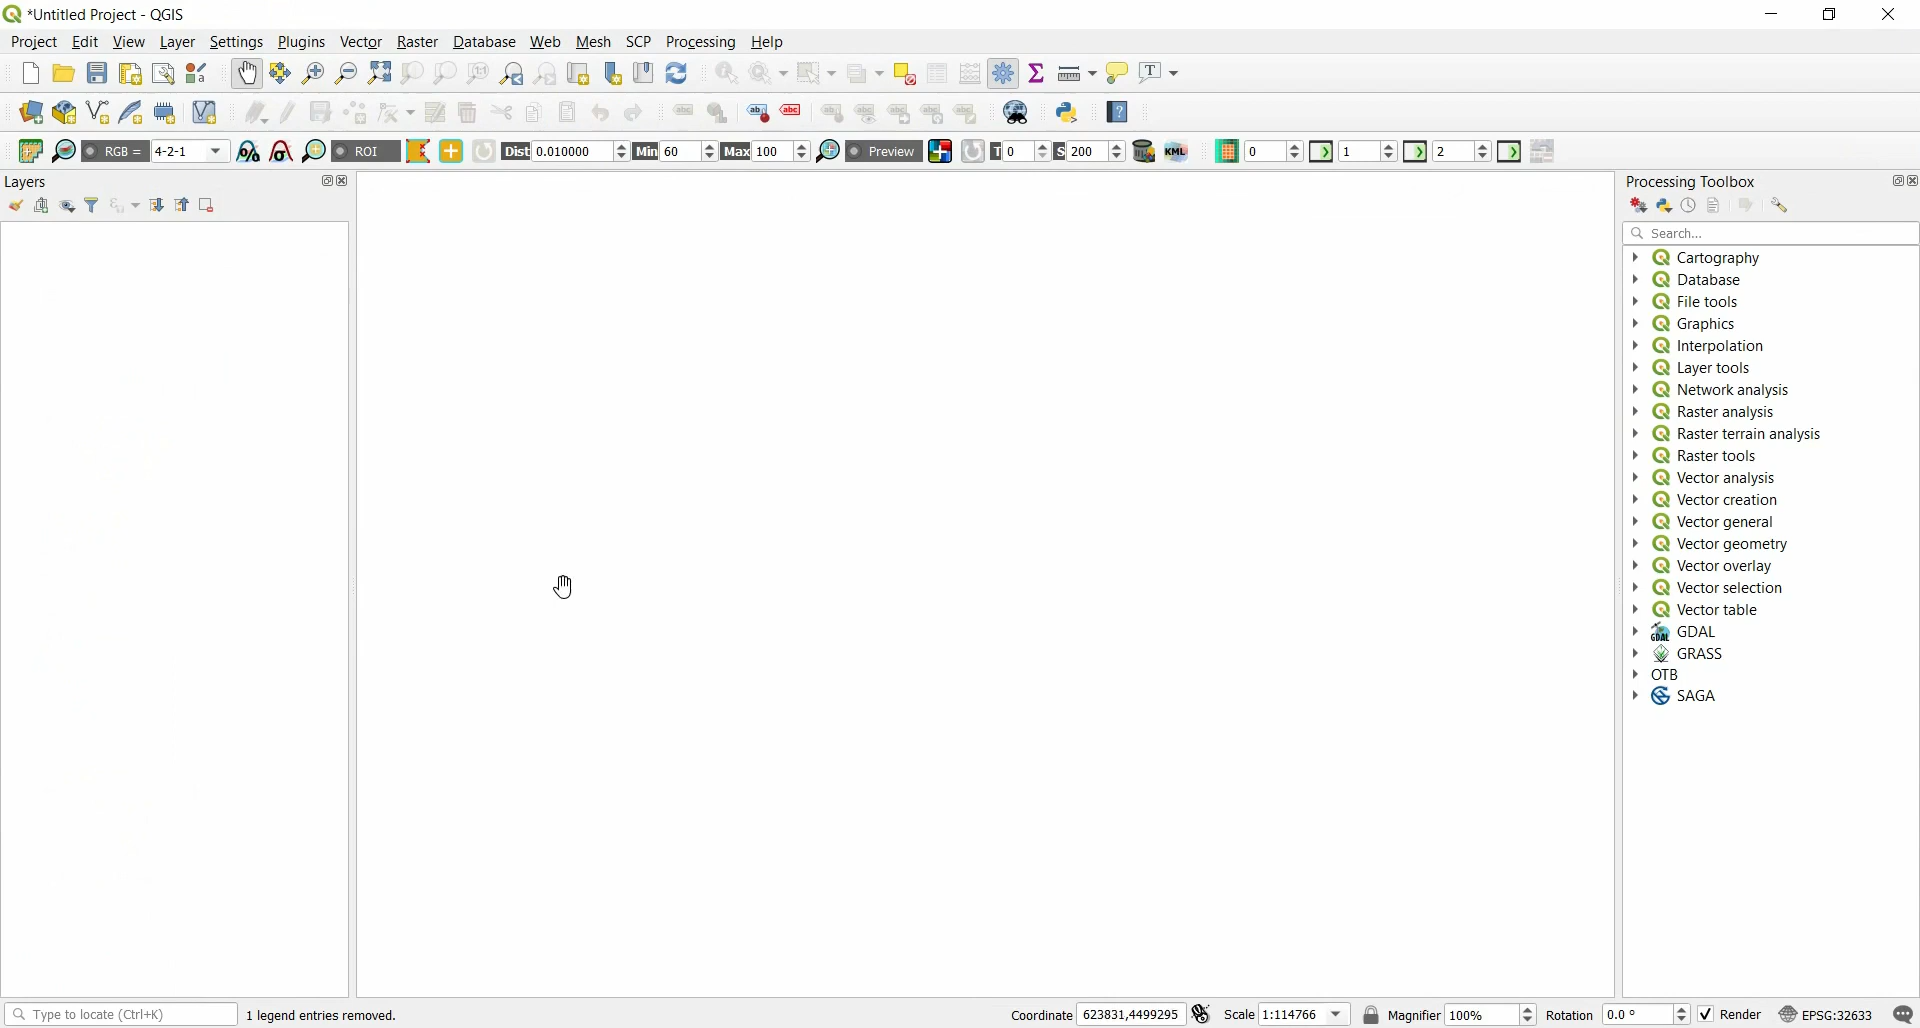 *Untitled Project - QGIS
Project Edit View Layer Settings Plugins Vector Raster Database Web Mesh SCP Processing Help
RGB = 4-2-1 ROI Dist 0.010000 Min 60 Max 100 Preview T 0 S 200 KML 0 1 2
Layers
Processing Toolbox
Search...
Cartography
Database
File tools
Graphics
Interpolation
Layer tools
Network analysis
Raster analysis
Raster terrain analysis
Raster tools
Vector analysis
Vector creation
Vector general
Vector geometry
Vector overlay
Vector selection
Vector table
GDAL
GRASS
OTB
SAGA
Type to locate (Ctrl+K) 1 legend entries removed. Coordinate 623831,4499295 Scale 1:114766 Magnifier 100% Rotation 0.0 ° Render EPSG:32633